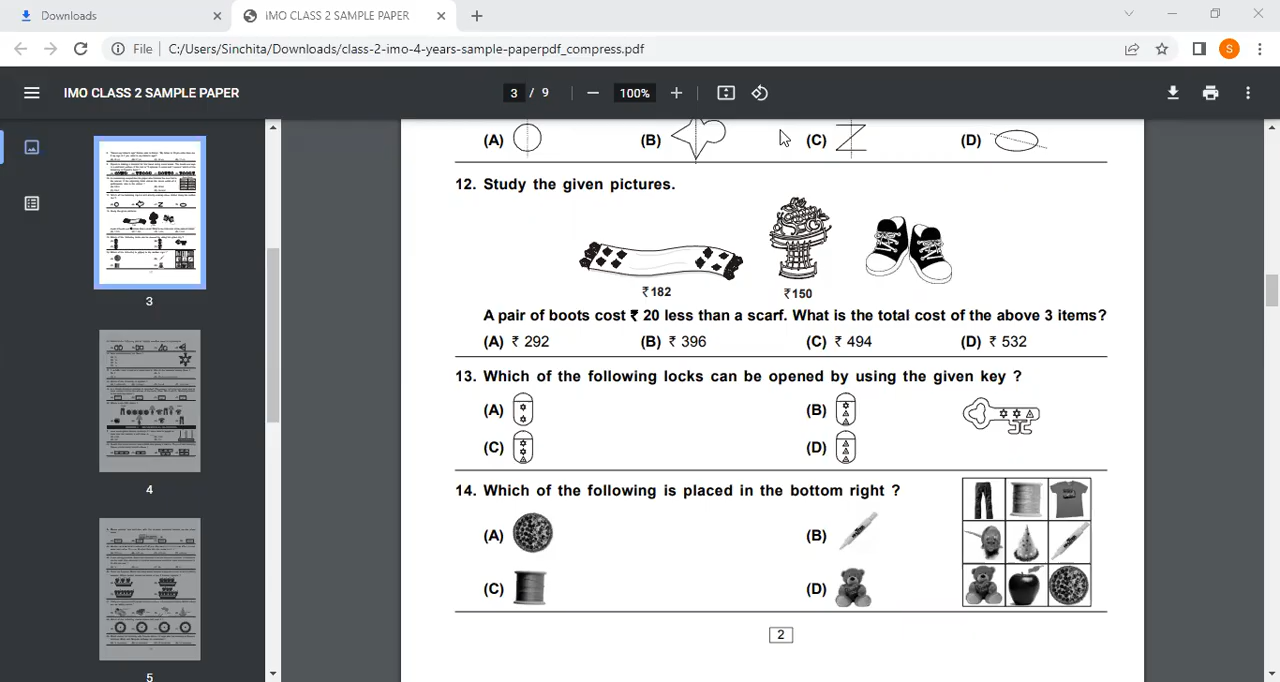 Downloads
IMO CLASS 2 SAMPLE PAPER
File
C:/Users/Sinchita/Downloads/class-2-imo-4-years-sample-paperpdf_compress.pdf
S
IMO CLASS 2 SAMPLE PAPER
3 / 9
100%
3
4
5
(A)
(B)
(C)
(D)
12. Study the given pictures.
₹182
₹150
A pair of boots cost ₹ 20 less than a scarf. What is the total cost of the above 3 items?
(A) ₹ 292
(B) ₹ 396
(C) ₹ 494
(D) ₹ 532
13. Which of the following locks can be opened by using the given key ?
(A)
(B)
(C)
(D)
14. Which of the following is placed in the bottom right ?
(A)
(B)
(C)
(D)
2